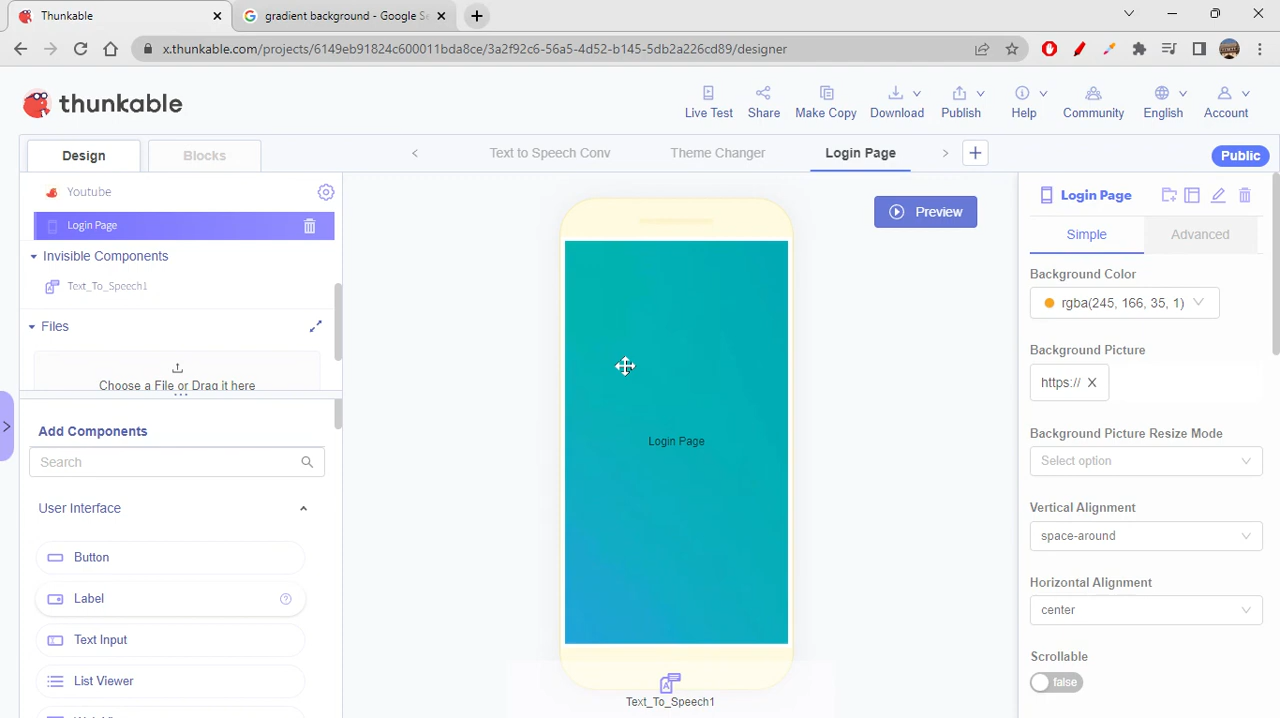 Thunkable
gradient background - Google Se
x.thunkable.com/projects/6149eb91824c600011bda8ce/3a2f92c6-56a5-4d52-b145-5db2a226cd89/designer
thunkable
Live Test
Share
Make Copy
Download
Publish
Help
Community
English
Account
Design
Blocks
Text to Speech Conv
Theme Changer
Login Page
Public
Youtube
Login Page
Invisible Components
Text_To_Speech1
Files
Choose a File or Drag it here
Add Components
Search
User Interface
Button
Label
Text Input
List Viewer
Preview
Login Page
Text_To_Speech1
Login Page
Simple
Advanced
Background Color
rgba(245, 166, 35, 1)
Background Picture
https://
Background Picture Resize Mode
Select option
Vertical Alignment
space-around
Horizontal Alignment
center
Scrollable
false